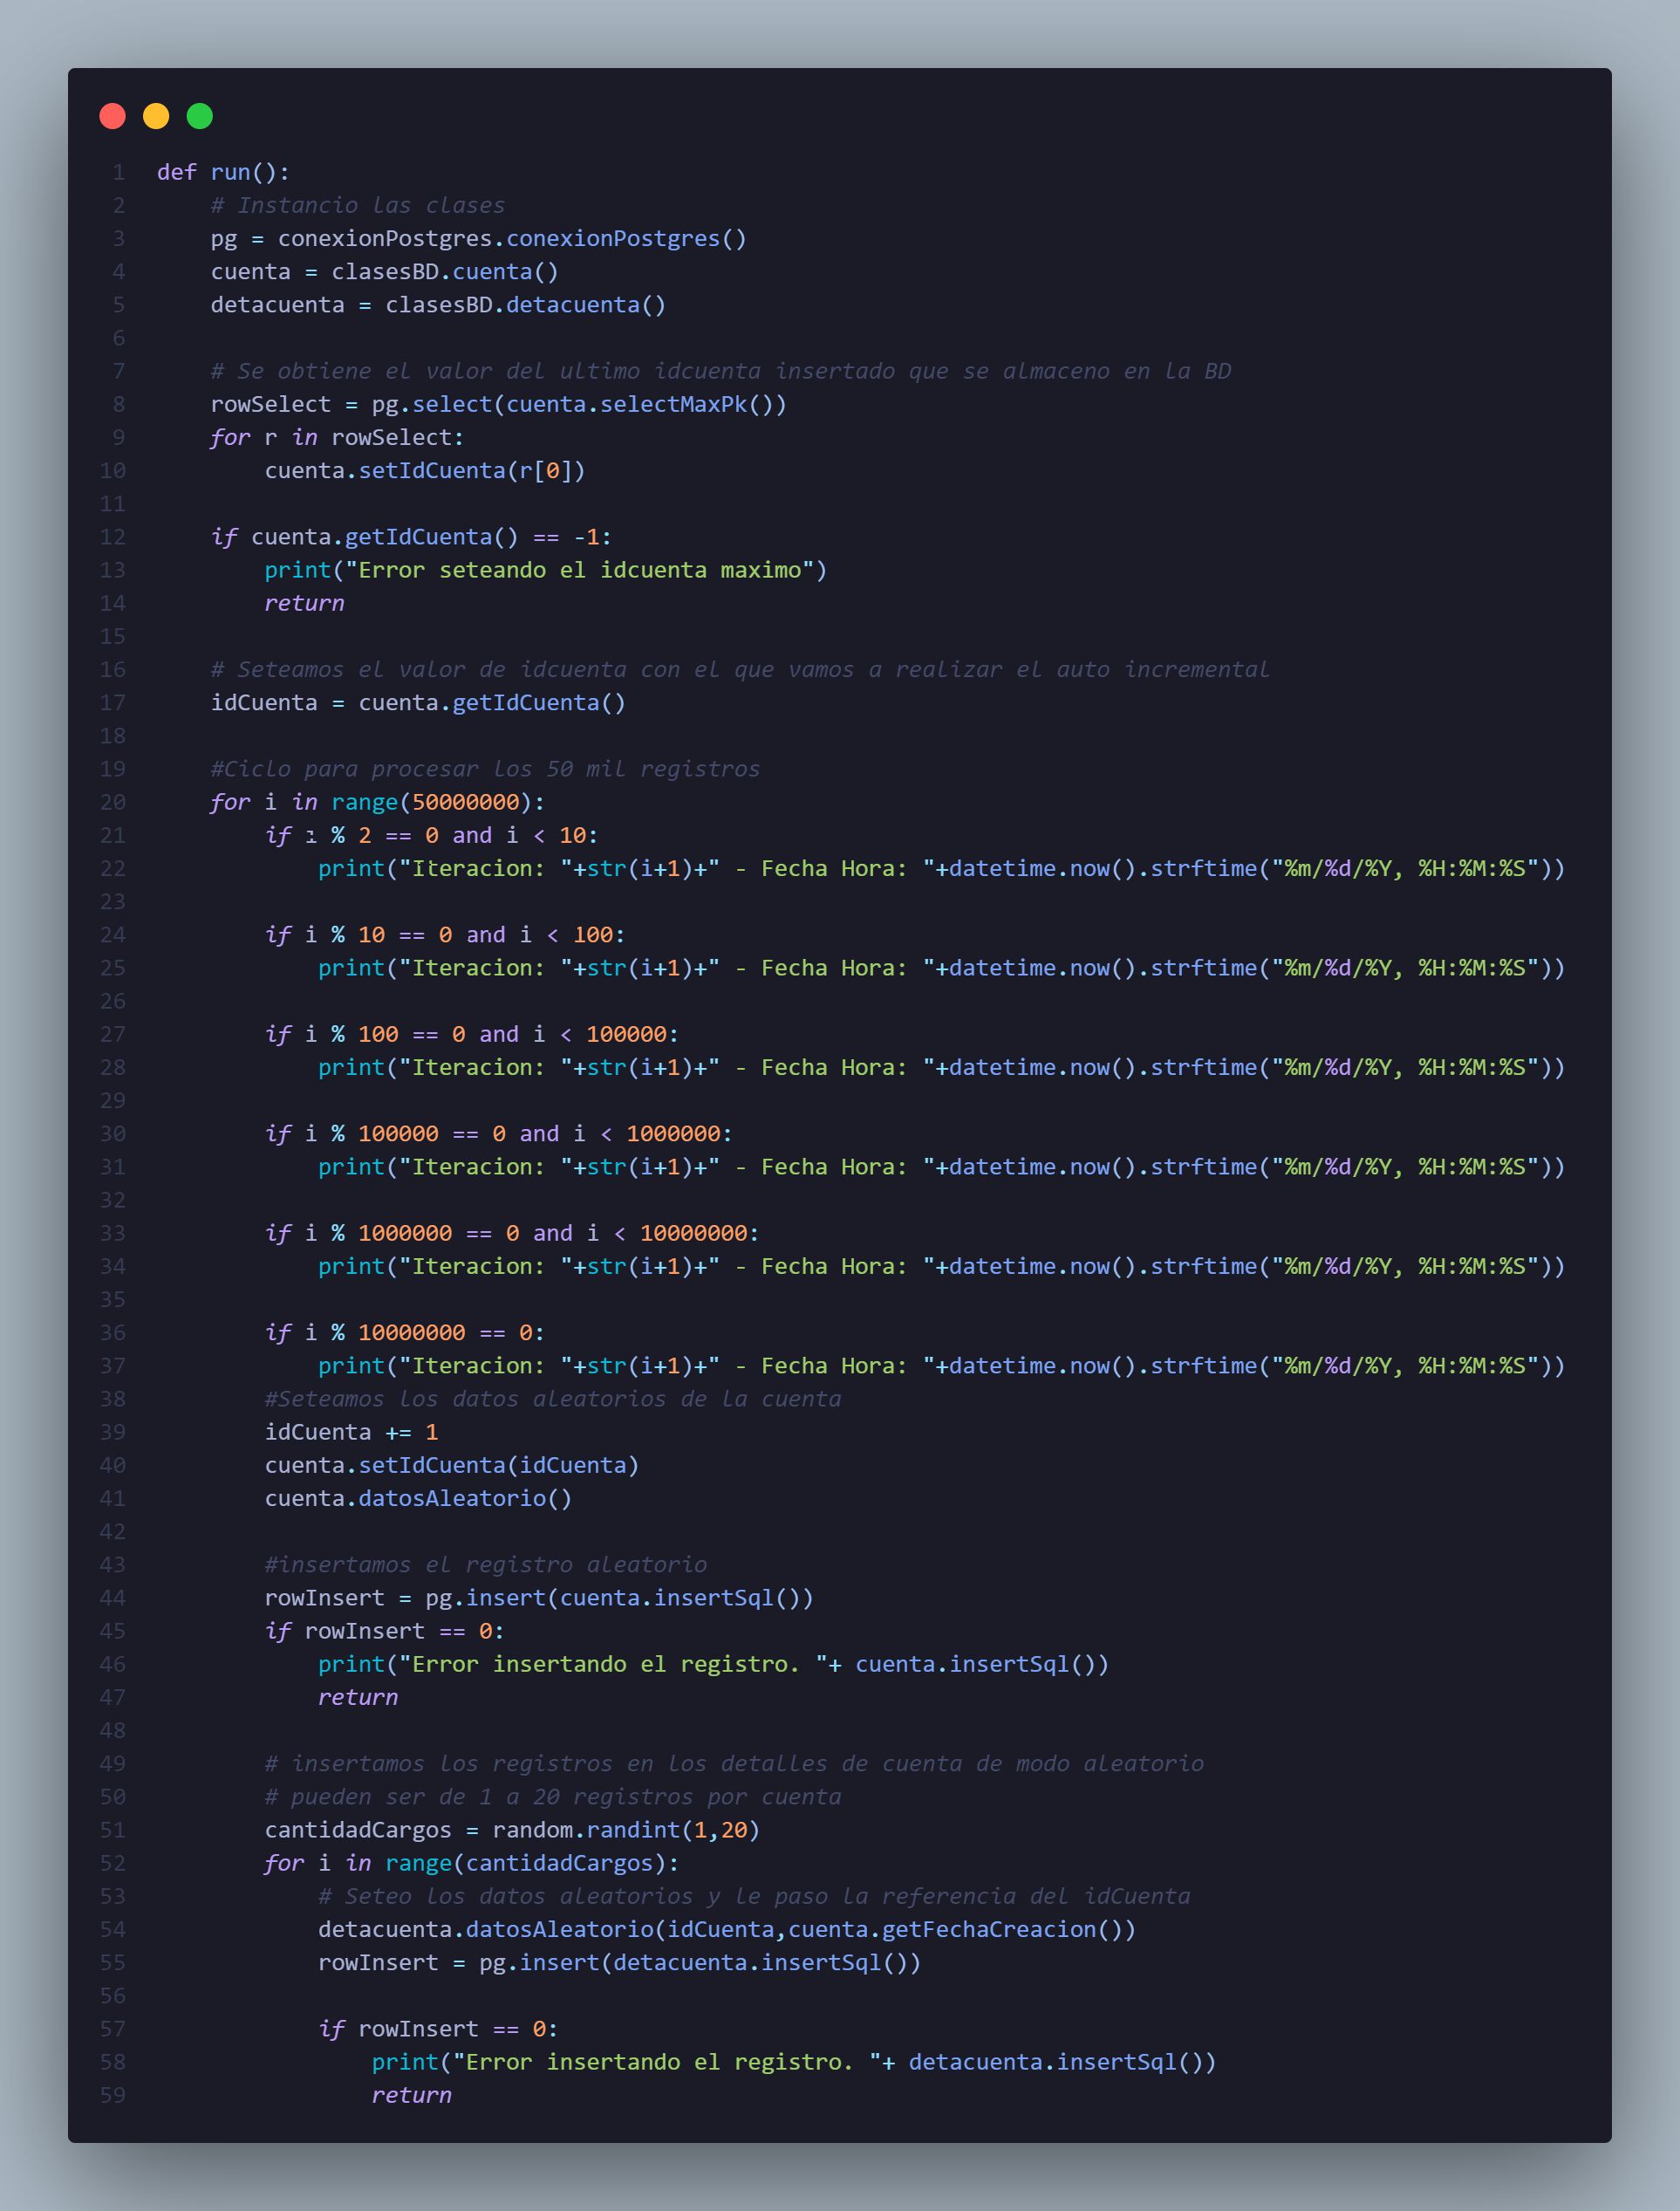 1 def run():
2     # Instancio las clases
3     pg = conexionPostgres.conexionPostgres()
4     cuenta = clasesBD.cuenta()
5     detacuenta = clasesBD.detacuenta()
6
7     # Se obtiene el valor del ultimo idcuenta insertado que se almaceno en la BD
8     rowSelect = pg.select(cuenta.selectMaxPk())
9     for r in rowSelect:
10         cuenta.setIdCuenta(r[0])
11
12     if cuenta.getIdCuenta() == -1:
13         print("Error seteando el idcuenta maximo")
14         return
15
16     # Seteamos el valor de idcuenta con el que vamos a realizar el auto incremental
17     idCuenta = cuenta.getIdCuenta()
18
19     #Ciclo para procesar los 50 mil registros
20     for i in range(50000000):
21         if i % 2 == 0 and i < 10:
22             print("Iteracion: "+str(i+1)+" - Fecha Hora: "+datetime.now().strftime("%m/%d/%Y, %H:%M:%S"))
23
24         if i % 10 == 0 and i < 100:
25             print("Iteracion: "+str(i+1)+" - Fecha Hora: "+datetime.now().strftime("%m/%d/%Y, %H:%M:%S"))
26
27         if i % 100 == 0 and i < 100000:
28             print("Iteracion: "+str(i+1)+" - Fecha Hora: "+datetime.now().strftime("%m/%d/%Y, %H:%M:%S"))
29
30         if i % 100000 == 0 and i < 1000000:
31             print("Iteracion: "+str(i+1)+" - Fecha Hora: "+datetime.now().strftime("%m/%d/%Y, %H:%M:%S"))
32
33         if i % 1000000 == 0 and i < 10000000:
34             print("Iteracion: "+str(i+1)+" - Fecha Hora: "+datetime.now().strftime("%m/%d/%Y, %H:%M:%S"))
35
36         if i % 10000000 == 0:
37             print("Iteracion: "+str(i+1)+" - Fecha Hora: "+datetime.now().strftime("%m/%d/%Y, %H:%M:%S"))
38         #Seteamos los datos aleatorios de la cuenta
39         idCuenta += 1
40         cuenta.setIdCuenta(idCuenta)
41         cuenta.datosAleatorio()
42
43         #insertamos el registro aleatorio
44         rowInsert = pg.insert(cuenta.insertSql())
45         if rowInsert == 0:
46             print("Error insertando el registro. "+ cuenta.insertSql())
47             return
48
49         # insertamos los registros en los detalles de cuenta de modo aleatorio
50         # pueden ser de 1 a 20 registros por cuenta
51         cantidadCargos = random.randint(1,20)
52         for i in range(cantidadCargos):
53             # Seteo los datos aleatorios y le paso la referencia del idCuenta
54             detacuenta.datosAleatorio(idCuenta,cuenta.getFechaCreacion())
55             rowInsert = pg.insert(detacuenta.insertSql())
56
57             if rowInsert == 0:
58                 print("Error insertando el registro. "+ detacuenta.insertSql())
59                 return